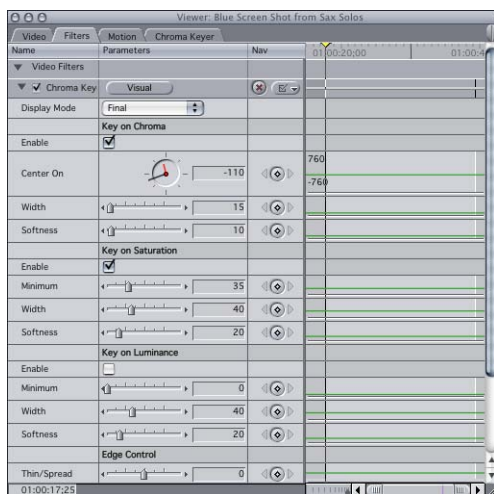 Viewer: Blue Screen Shot from Sax Solos
Video Filters Motion Chroma Keyer
Name Parameters Nav 01:00:20;00 01:00:4
Video Filters
Chroma Key Visual
Display Mode Final
Key on Chroma
Enable
Center On -110 760 -760
Width 15
Softness 10
Key on Saturation
Enable
Minimum 35
Width 40
Softness 20
Key on Luminance
Enable
Minimum 0
Width 40
Softness 20
Edge Control
Thin/Spread 0
01:00:17;25